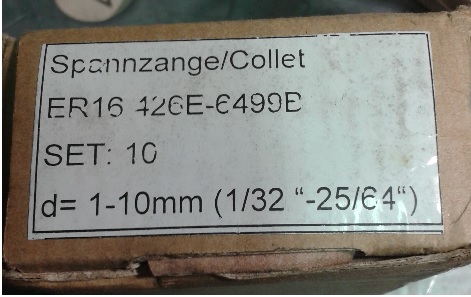 Spannzange/Collet
ER16 426E-6499B
SET: 10
d= 1-10mm (1/32 “-25/64“)